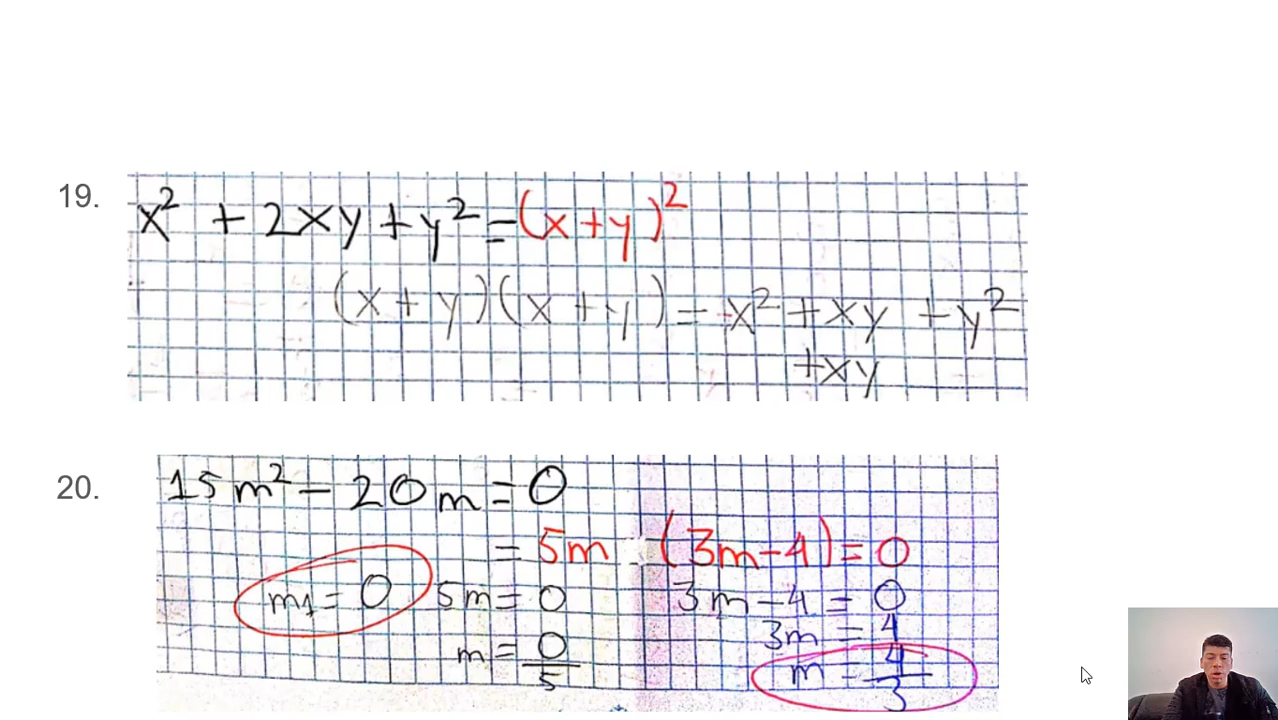 19.
x² + 2xy + y² = (x+y)²
(x+y)(x+y) = x² + xy + y²
+xy
20.
15m² - 20m = 0
= 5m (3m-4) = 0
m₁ = 0 5m = 0 3m-4 = 0
3m = 4
m = 0/5 m = 4/3